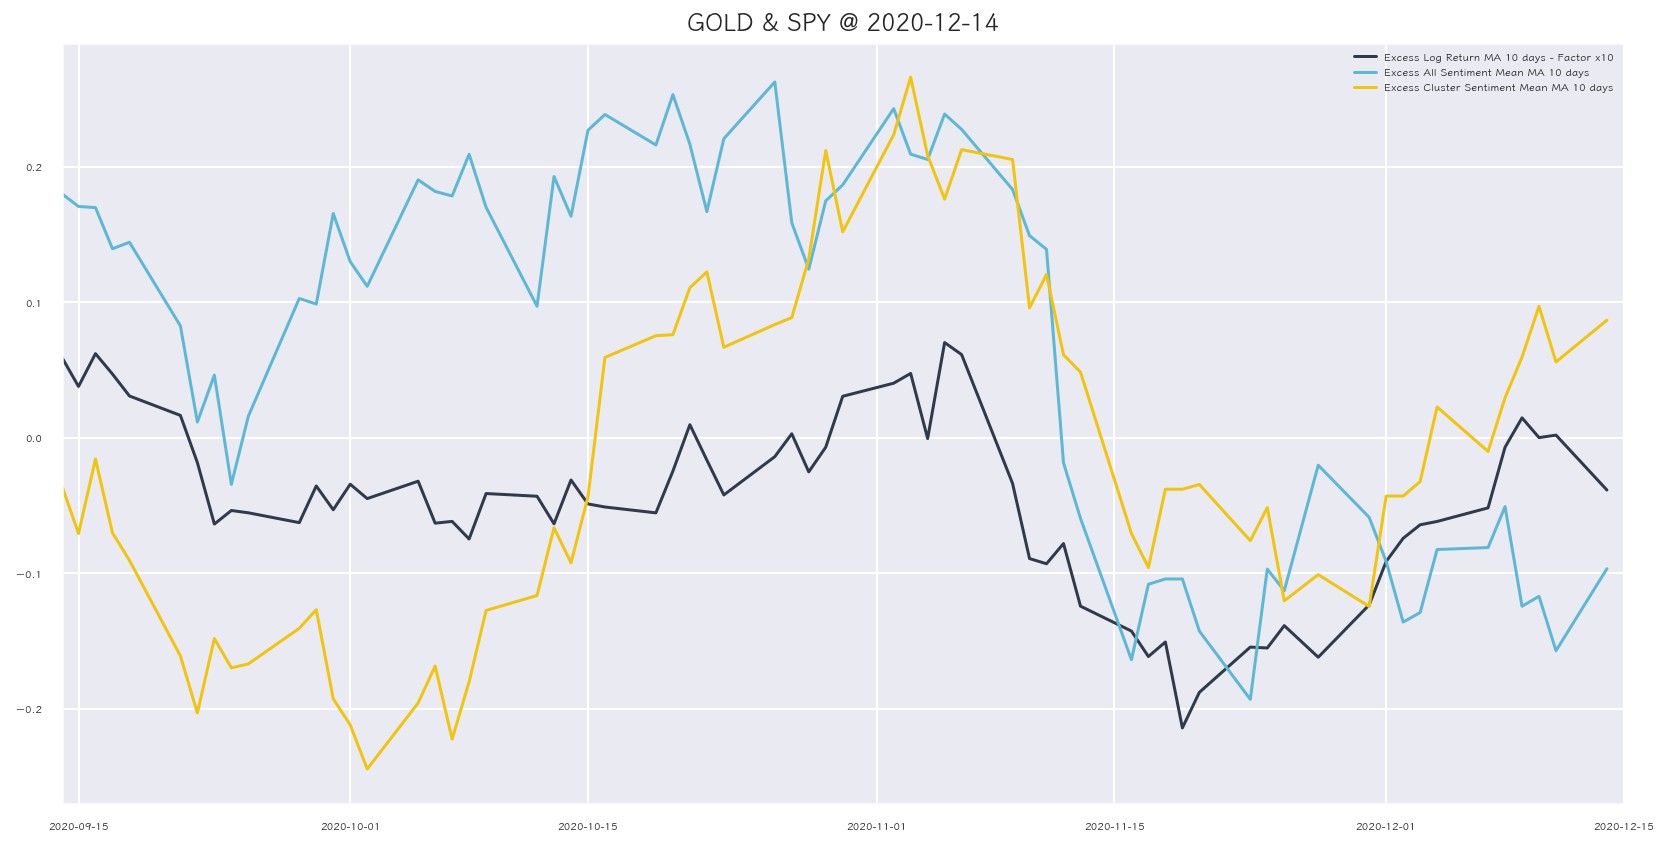 GOLD & SPY @ 2020-12-14
Excess Log Return MA 10 days - Factor x10
Excess All Sentiment Mean MA 10 days
Excess Cluster Sentiment Mean MA 10 days
0.2
0.1
0.0
−0.1
−0.2
2020-09-15 2020-10-01 2020-10-15 2020-11-01 2020-11-15 2020-12-01 2020-12-15